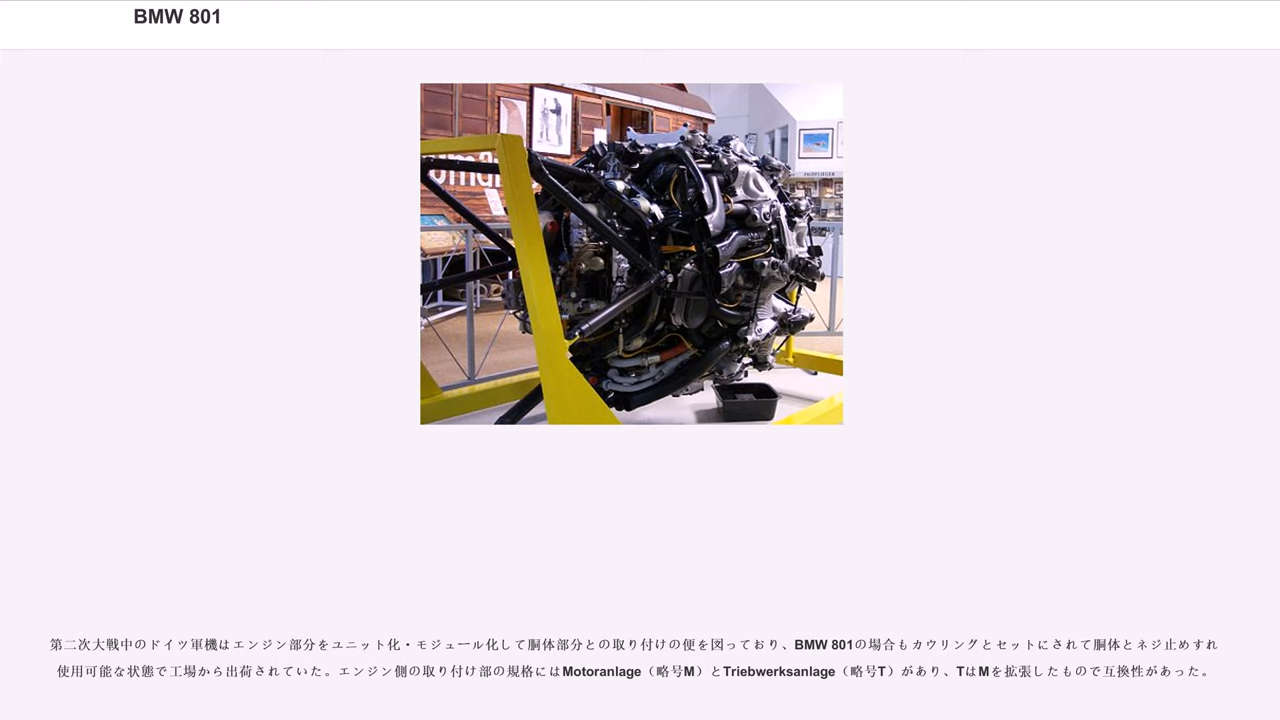 BMW 801
JAGDFLIEGER
第二次大戦中のドイツ軍機はエンジン部分をユニット化・モジュール化して胴体部分との取り付けの便を図っており、BMW 801の場合もカウリングとセットにされて胴体とネジ止めすれ
使用可能な状態で工場から出荷されていた。エンジン側の取り付け部の規格にはMotoranlage（略号M）とTriebwerksanlage（略号T）があり、TはMを拡張したもので互換性があった。